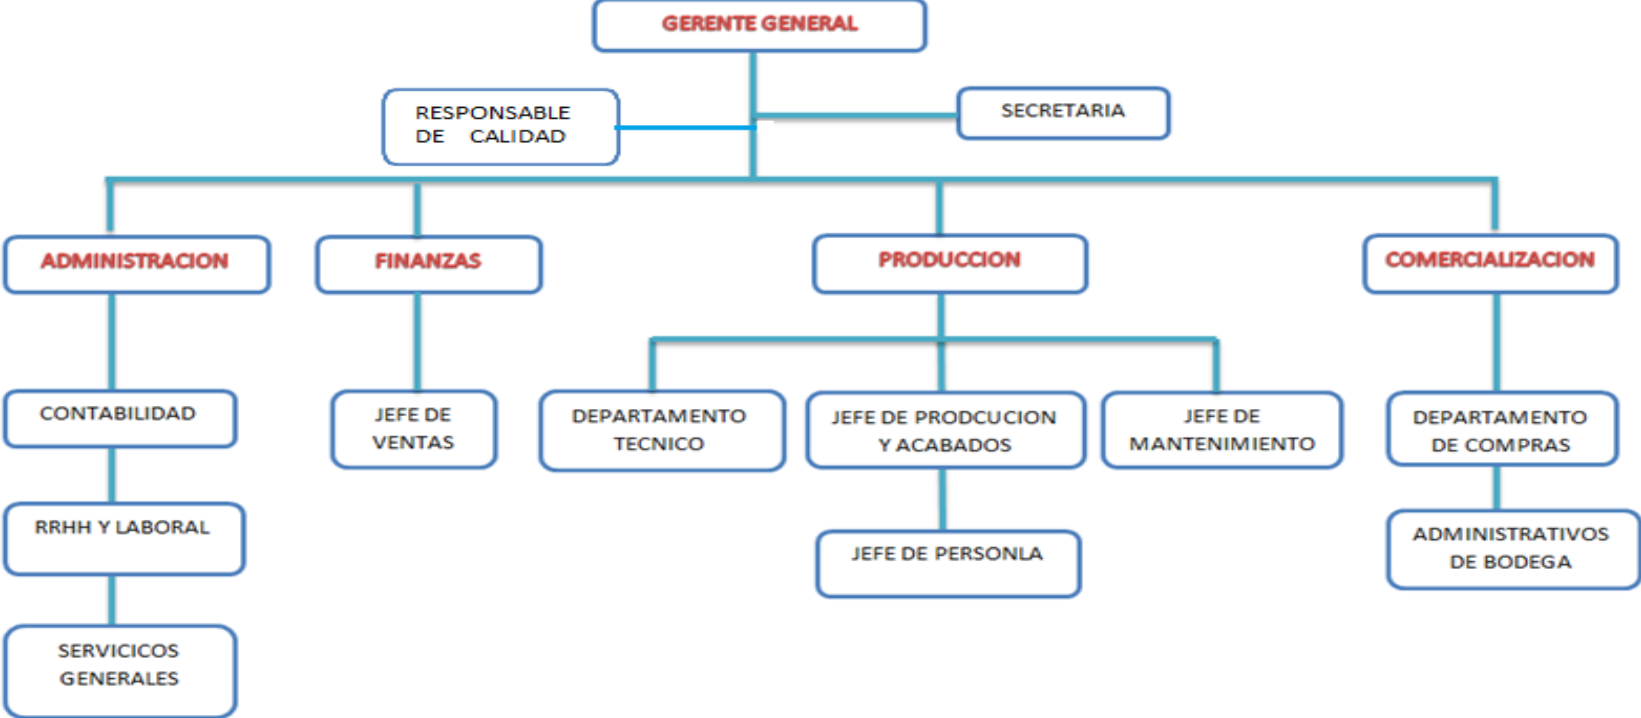 GERENTE GENERAL
RESPONSABLE
DE CALIDAD
SECRETARIA
ADMINISTRACION
FINANZAS
PRODUCCION
COMERCIALIZACION
CONTABILIDAD
JEFE DE
VENTAS
DEPARTAMENTO
TECNICO
JEFE DE PRODCUCION
Y ACABADOS
JEFE DE
MANTENIMIENTO
DEPARTAMENTO
DE COMPRAS
RRHH Y LABORAL
JEFE DE PERSONLA
ADMINISTRATIVOS
DE BODEGA
SERVICICOS
GENERALES